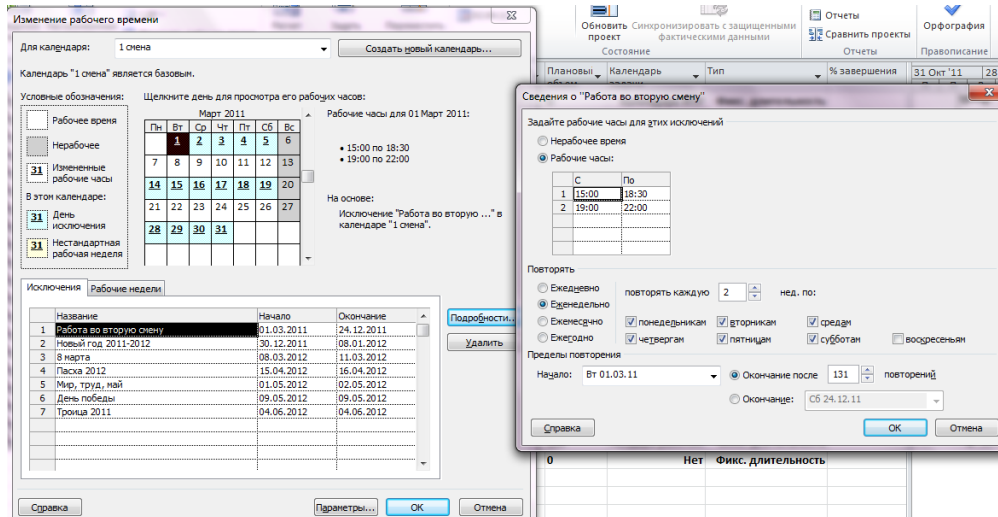 Изменение рабочего времени
Для календаря: 1 смена Создать новый календарь...
Календарь "1 смена" является базовым.
Условные обозначения:
Рабочее время
Нерабочее
31 Измененные рабочие часы
В этом календаре:
31 День исключения
31 Нестандартная рабочая неделя
Щелкните день для просмотра его рабочих часов:
Март 2011
Пн Вт Ср Чт Пт Сб Вс
1 2 3 4 5 6
7 8 9 10 11 12 13
14 15 16 17 18 19 20
21 22 23 24 25 26 27
28 29 30 31
Рабочие часы для 01 Март 2011:
• 15:00 по 18:30
• 19:00 по 22:00
На основе:
Исключение "Работа во вторую ..." в
календаре "1 смена".
Исключения Рабочие недели
Название Начало Окончание
1 Работа во вторую смену 01.03.2011 24.12.2011
2 Новый год 2011-2012 30.12.2011 08.01.2012
3 8 марта 08.03.2012 11.03.2012
4 Пасха 2012 15.04.2012 16.04.2012
5 Мир, труд, май 01.05.2012 02.05.2012
6 День победы 09.05.2012 09.05.2012
7 Троица 2011 04.06.2012 04.06.2012
Подробности...
Удалить
Справка Параметры... ОК Отмена
Обновить проект
Синхронизировать с защищенными фактическими данными
Состояние
Отчеты
Сравнить проекты
Отчеты
Орфография
Правописание
Плановы Календарь Тип % завершения 31 Окт '11 28
Сведения о "Работа во вторую смену"
Задайте рабочие часы для этих исключений
Нерабочее время
Рабочие часы:
С По
1 15:00 18:30
2 19:00 22:00
Повторять
Ежедневно
Еженедельно
Ежемесячно
Ежегодно
повторять каждую 2 нед. по:
понедельникам вторникам средам
четвергам пятницам субботам воскресеньям
Пределы повторения
Начало: Вт 01.03.11 Окончание после 131 повторений
Окончание: Сб 24.12.11
Справка ОК Отмена
0 Нет Фикс. длительность